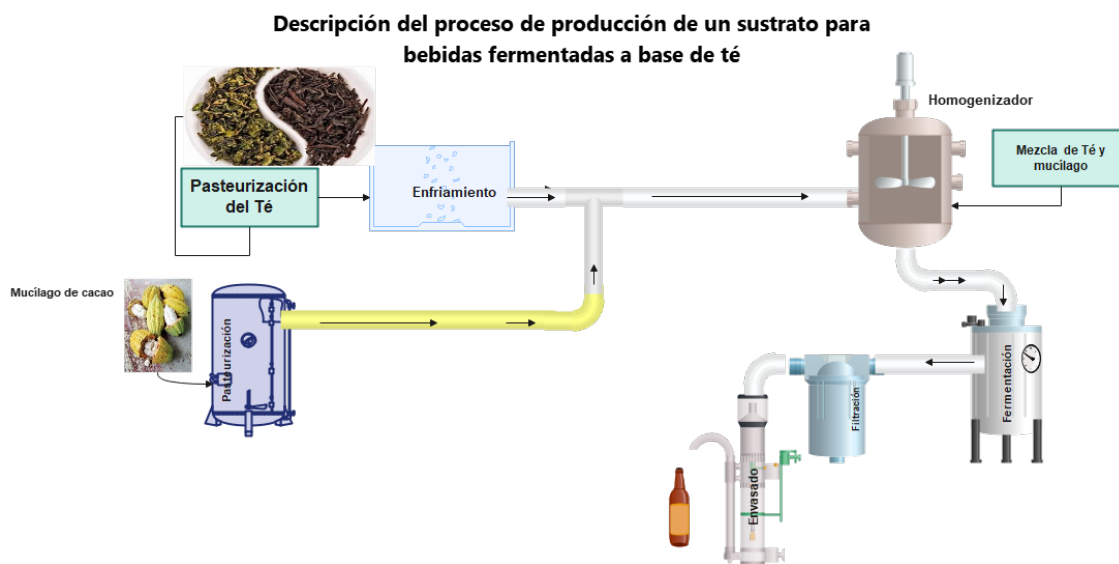 Descripción del proceso de producción de un sustrato para
bebidas fermentadas a base de té
Homogenizador
Mezcla de Té y
mucilago
Pasteurización
del Té
Enfriamiento
Mucilago de cacao
Pasteurización
Fermentación
Filtración
Envasado